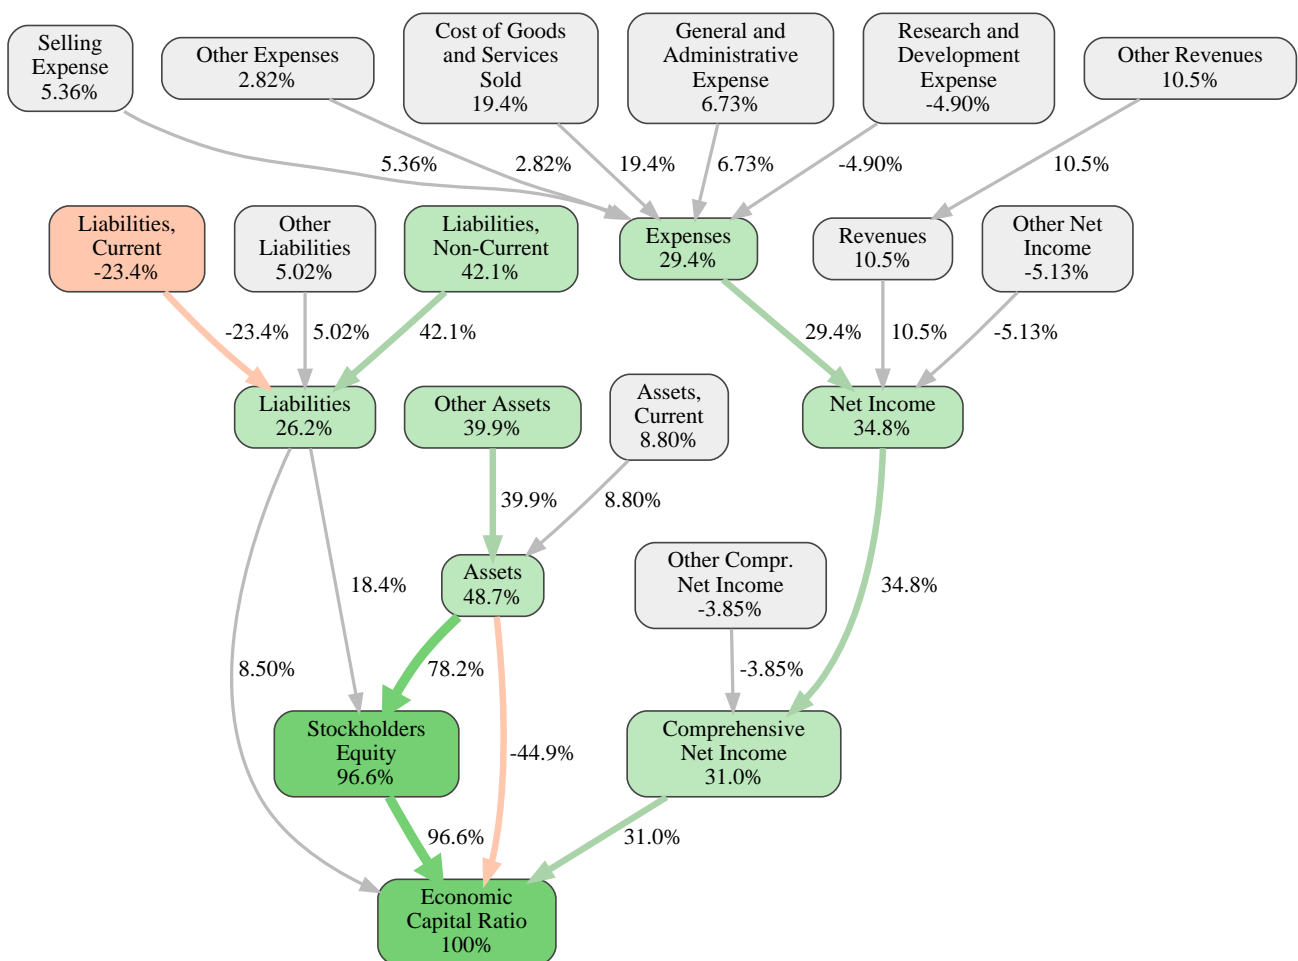 Selling
Expense
5.36%
Other Expenses
2.82%
Cost of Goods
and Services
Sold
19.4%
General and
Administrative
Expense
6.73%
Research and
Development
Expense
-4.90%
Other Revenues
10.5%
5.36%
2.82%
19.4%
6.73%
-4.90%
10.5%
Liabilities,
Current
-23.4%
Other
Liabilities
5.02%
Liabilities,
Non-Current
42.1%
Expenses
29.4%
Revenues
10.5%
Other Net
Income
-5.13%
-23.4%
5.02%
42.1%
29.4%
10.5%
-5.13%
Liabilities
26.2%
Other Assets
39.9%
Assets,
Current
8.80%
Net Income
34.8%
39.9%
8.80%
18.4%
Assets
48.7%
Other Compr.
Net Income
-3.85%
34.8%
8.50%
78.2%
-3.85%
Stockholders
Equity
96.6%
-44.9%
Comprehensive
Net Income
31.0%
96.6%
31.0%
Economic
Capital Ratio
100%